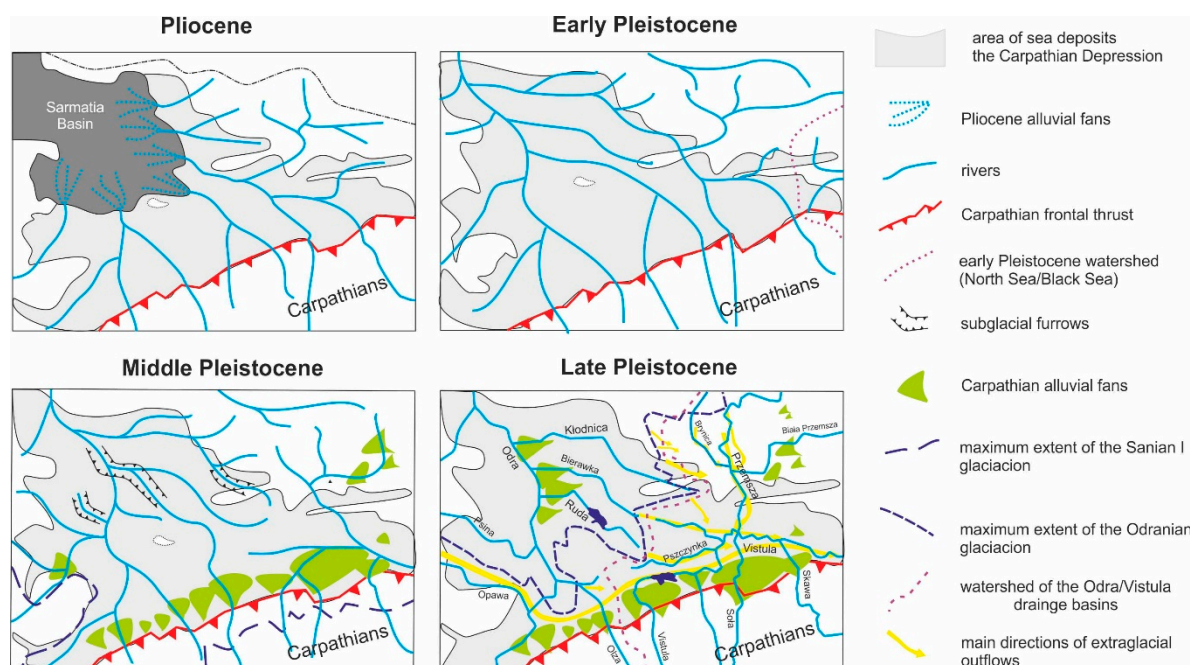 Pliocene
Early Pleistocene
Sarmatia
Basin
Carpathians
Carpathians
Middle Pleistocene
Late Pleistocene
Carpathians
Kłodnica
Brynica
Biała Przemsza
Odra
Bierawka
Przemsza
Ruda
Psina
Pszczynka
Vistula
Opawa
Skawa
Soła
Olza
Vistula
Carpathians
area of sea deposits
the Carpathian Depression
Pliocene alluvial fans
rivers
Carpathian frontal thrust
early Pleistocene watershed
(North Sea/Black Sea)
subglacial furrows
Carpathian alluvial fans
maximum extent of the Sanian I
glaciacion
maximum extent of the Odranian
glaciacion
watershed of the Odra/Vistula
drainge basins
main directions of extraglacial
outflows